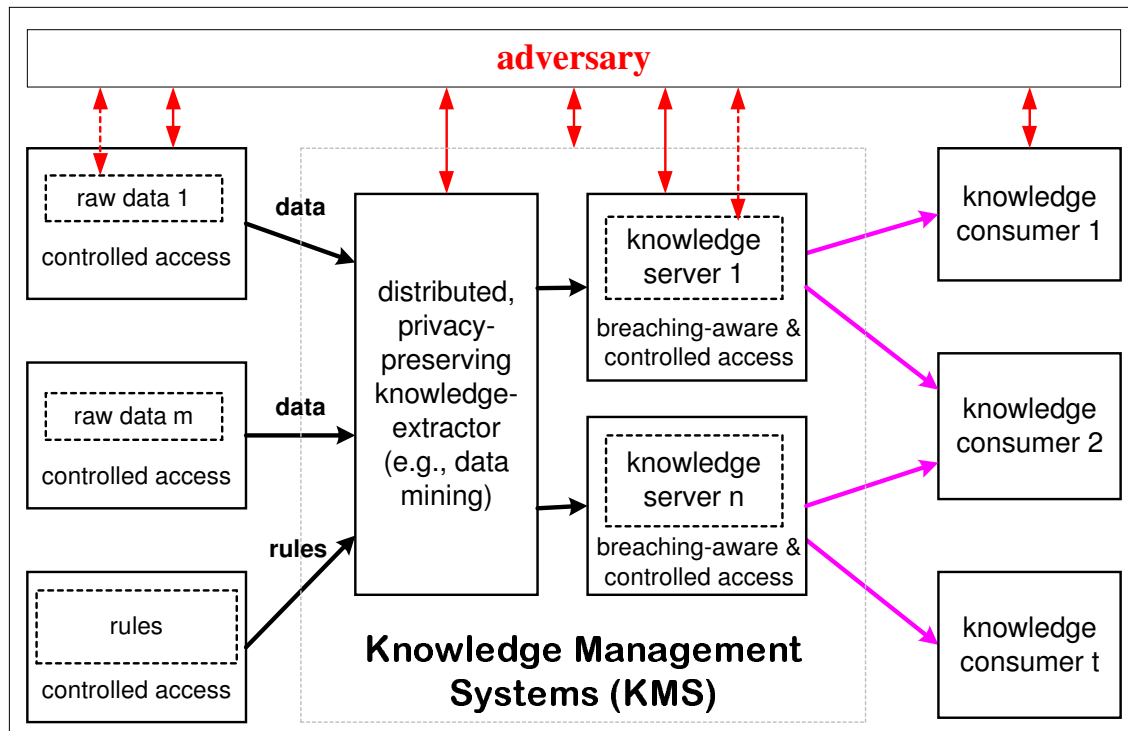 adversary
raw data 1
controlled access
data
raw data m
controlled access
data
rules
controlled access
rules
distributed,
privacy-
preserving
knowledge-
extractor
(e.g., data
mining)
knowledge
server 1
breaching-aware &
controlled access
knowledge
server n
breaching-aware &
controlled access
Knowledge Management
Systems (KMS)
knowledge
consumer 1
knowledge
consumer 2
knowledge
consumer t